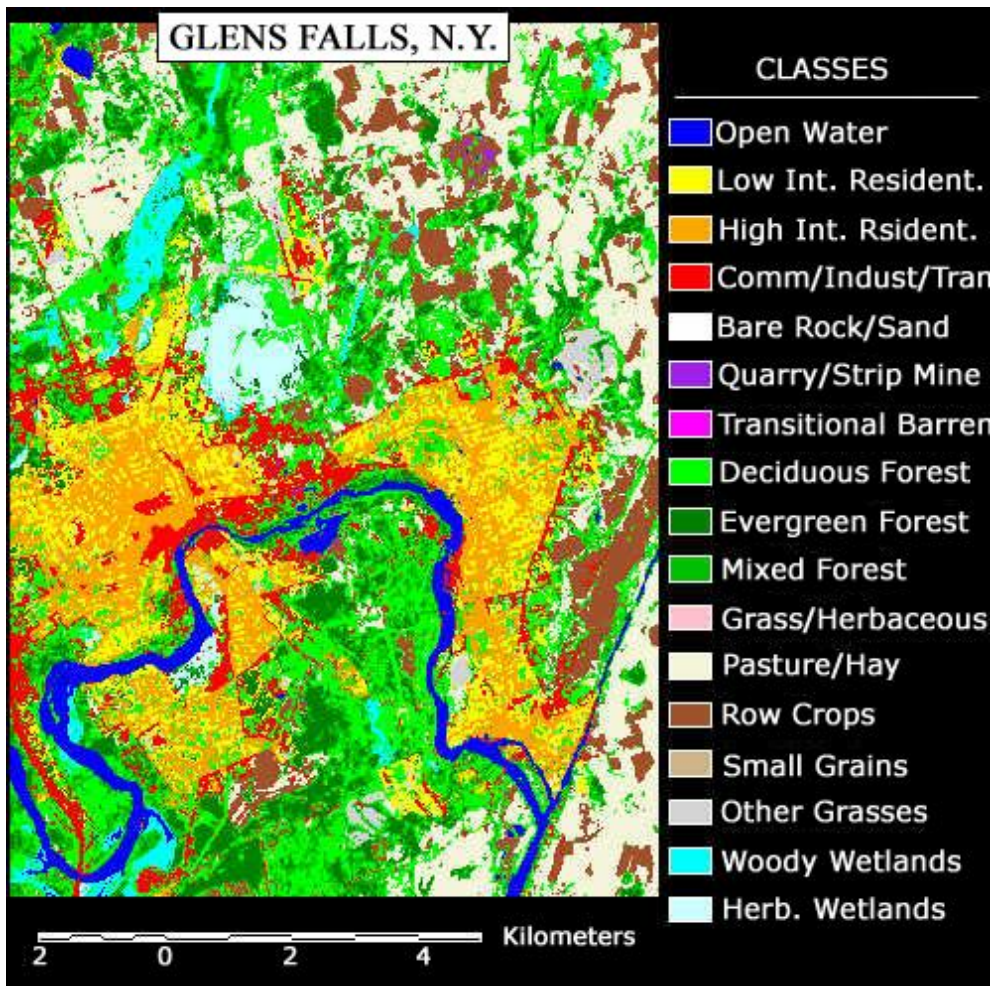 GLENS FALLS, N.Y.
CLASSES
Open Water
Low Int. Resident.
High Int. Rsident.
Comm/Indust/Tran
Bare Rock/Sand
Quarry/Strip Mine
Transitional Barren
Deciduous Forest
Evergreen Forest
Mixed Forest
Grass/Herbaceous
Pasture/Hay
Row Crops
Small Grains
Other Grasses
Woody Wetlands
Herb. Wetlands
Kilometers
2 0 2 4